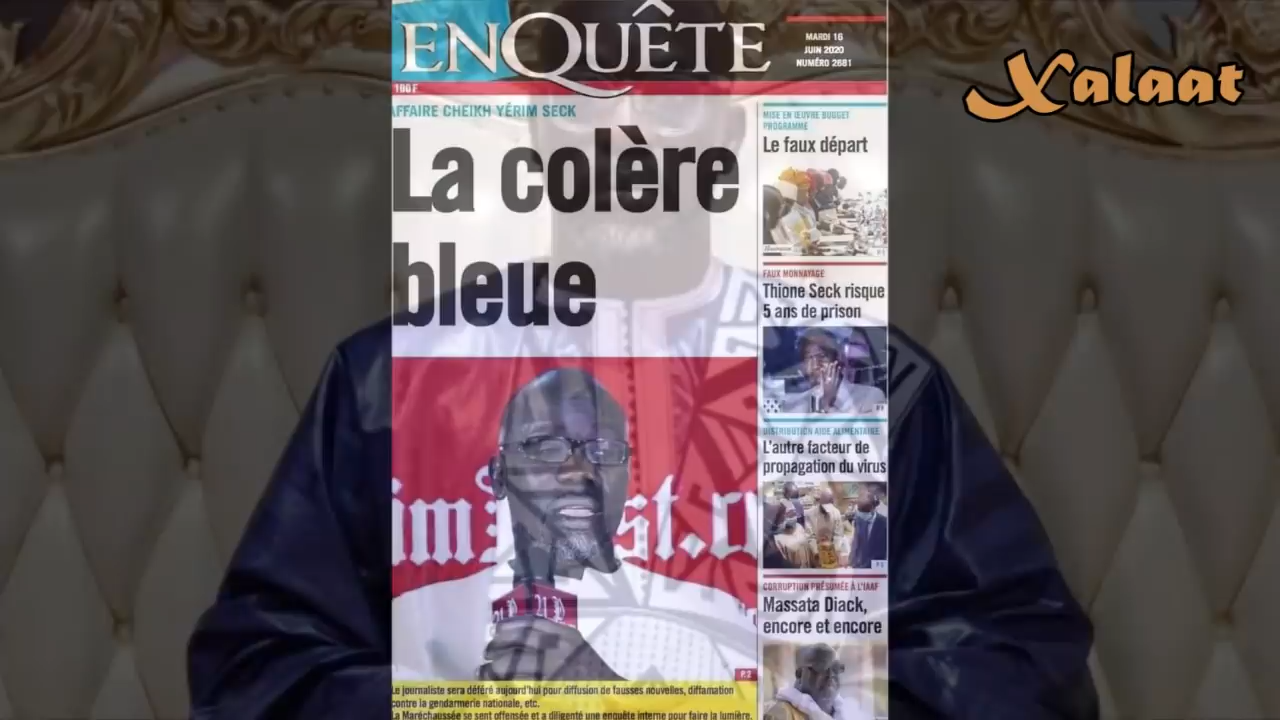 ENQUÊTE
MARDI 16
JUIN 2020
NUMÉRO 2681
100 F
Xalaat
AFFAIRE CHEIKH YÉRIM SECK
La colère
bleue
Le journaliste sera déféré aujourd'hui pour diffusion de fausses nouvelles, diffamation
contre la gendarmerie nationale, etc.
La Maréchaussée se sent offensée et a diligenté une enquête interne pour faire la lumière.
P.2
MISE EN ŒUVRE BUDGET
PROGRAMME
Le faux départ
FAUX MONNAYAGE
Thione Seck risque
5 ans de prison
DISTRIBUTION AIDE ALIMENTAIRE
L'autre facteur de
propagation du virus
CORRUPTION PRÉSUMÉE À L'IAAF
Massata Diack,
encore et encore